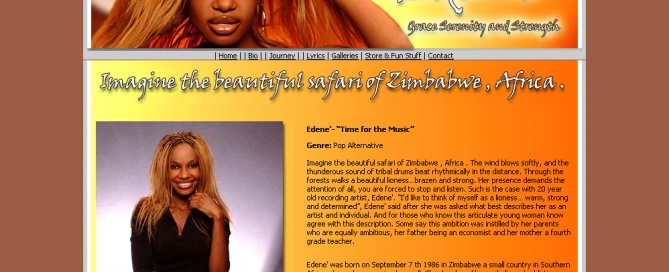 Grace Serenity and Strength
| Home | | Bio | | Journey | | Lyrics | Galleries | Store & Fun Stuff | Contact
Imagine the beautiful safari of Zimbabwe , Africa .
Edene'- "Time for the Music"
Genre: Pop Alternative
Imagine the beautiful safari of Zimbabwe , Africa . The wind blows softly, and the
thunderous sound of tribal drums beat rhythmically in the distance. Through the
forests walks a beautiful lioness...brazen and strong. Her presence demands the
attention of all, you are forced to stop and listen. Such is the case with 20 year
old recording artist, Edene'. "I'd like to think of myself as a lioness... warm, strong
and determined", Edene' said after she was asked what best describes her as an
artist and individual. And for those who know this articulate young woman know
agree with this description. Some say this ambition was instilled by her parents
who are equally ambitious, her father being an economist and her mother a fourth
grade teacher.
Edene' was born on September 7 th 1986 in Zimbabwe a small country in Southern